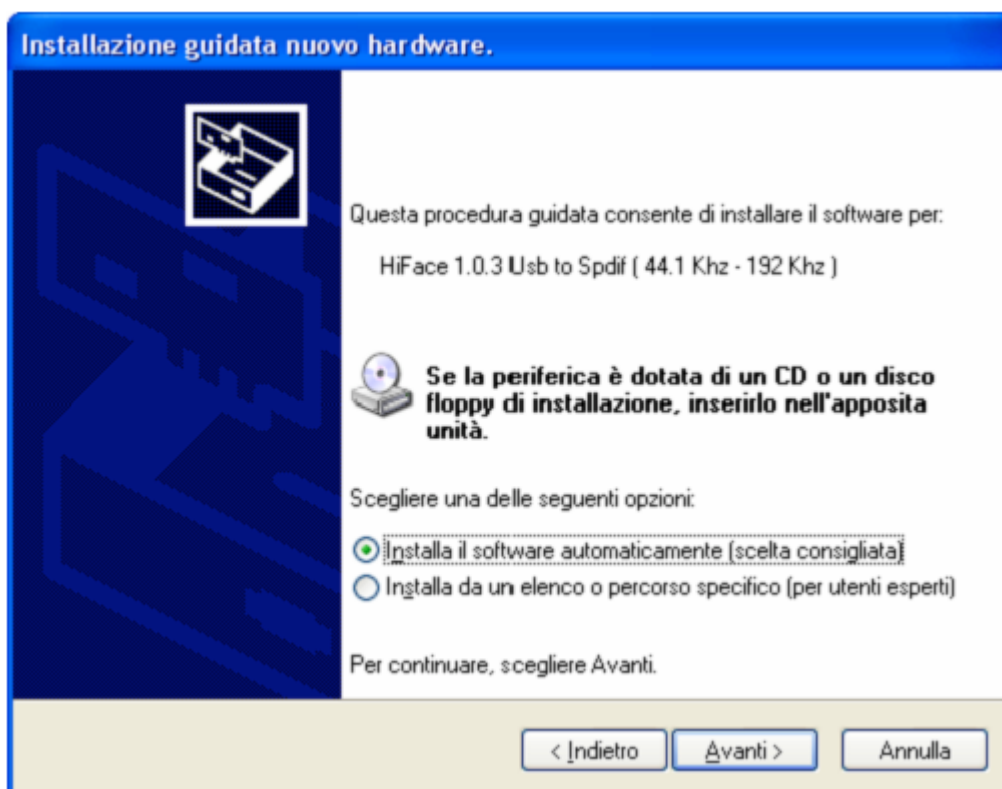 Installazione guidata nuovo hardware.
Questa procedura guidata consente di installare il software per:
HiFace 1.0.3 Usb to Spdif ( 44.1 Khz - 192 Khz )
Se la periferica è dotata di un CD o un disco
floppy di installazione, inserirlo nell'apposita
unità.
Scegliere una delle seguenti opzioni:
Installa il software automaticamente (scelta consigliata)
Installa da un elenco o percorso specifico (per utenti esperti)
Per continuare, scegliere Avanti.
< Indietro
Avanti >
Annulla